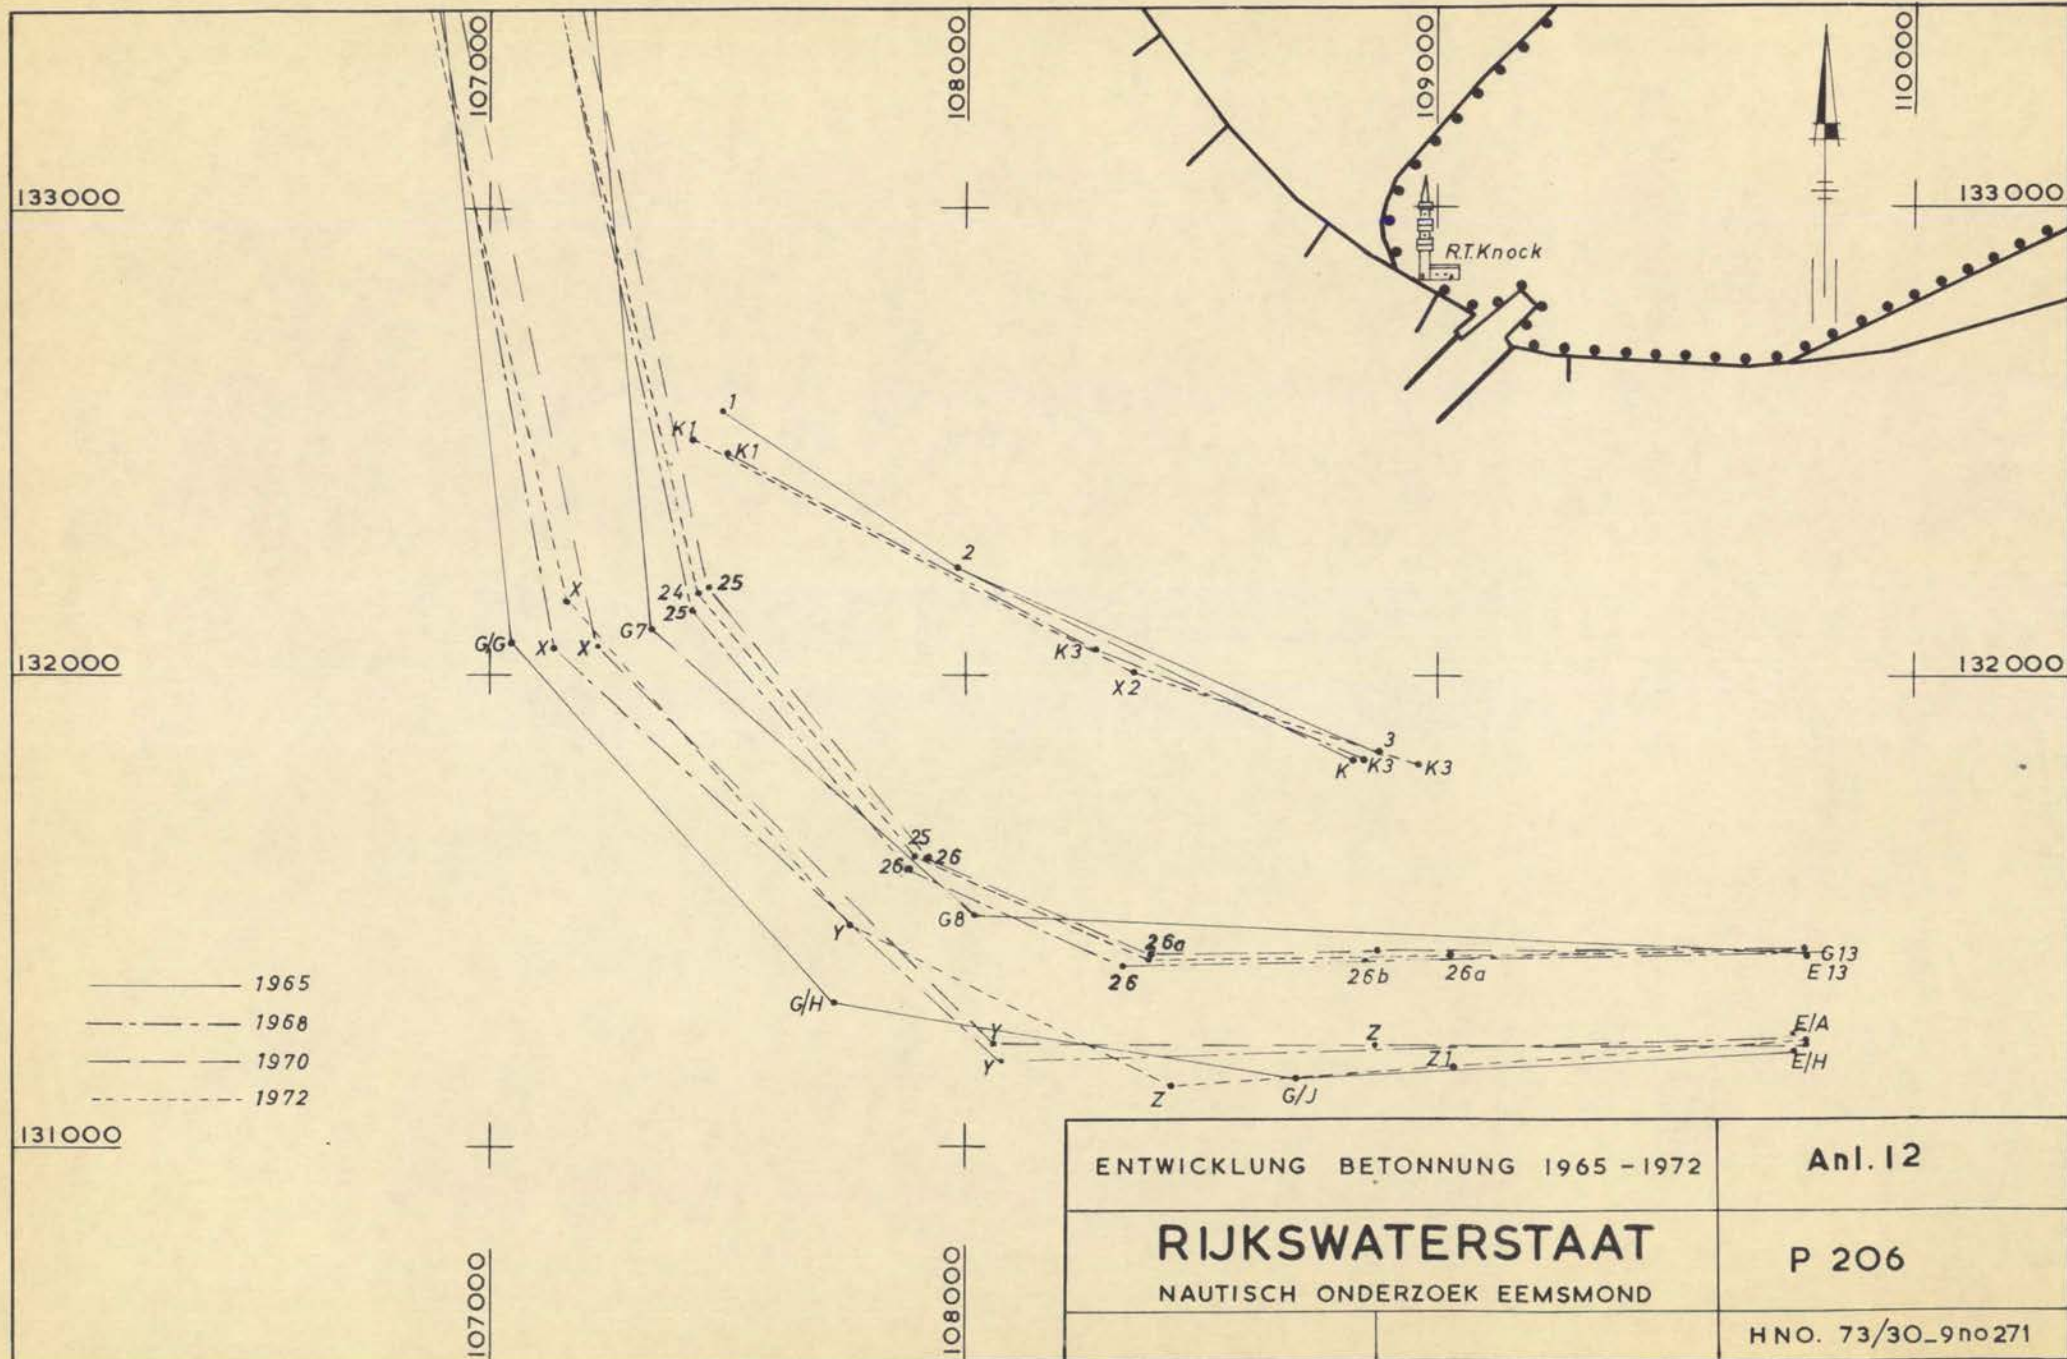 107000
108000
109000
110000
133000
133000
R.T.Knock
1
K1
K1
2
24
25
25
G/G
X
X
X
G7
K3
X2
132000
132000
3
K
K3
K3
25
26
26
G8
26a
26
26b
26a
G13
E13
Y
G/H
Y
Y
Z
Z1
E/A
E/H
Z
G/J
1965
1968
1970
1972
131000
107000
108000
ENTWICKLUNG BETONNUNG 1965-1972
Anl.12
RIJKSWATERSTAAT
NAUTISCH ONDERZOEK EEMSMOND
P 206
HNO. 73/30_9no271